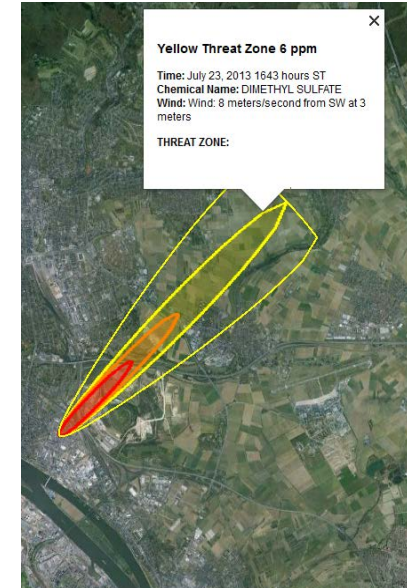 Yellow Threat Zone 6 ppm
Time: July 23, 2013 1643 hours ST
Chemical Name: DIMETHYL SULFATE
Wind: Wind: 8 meters/second from SW at 3
meters
THREAT ZONE: